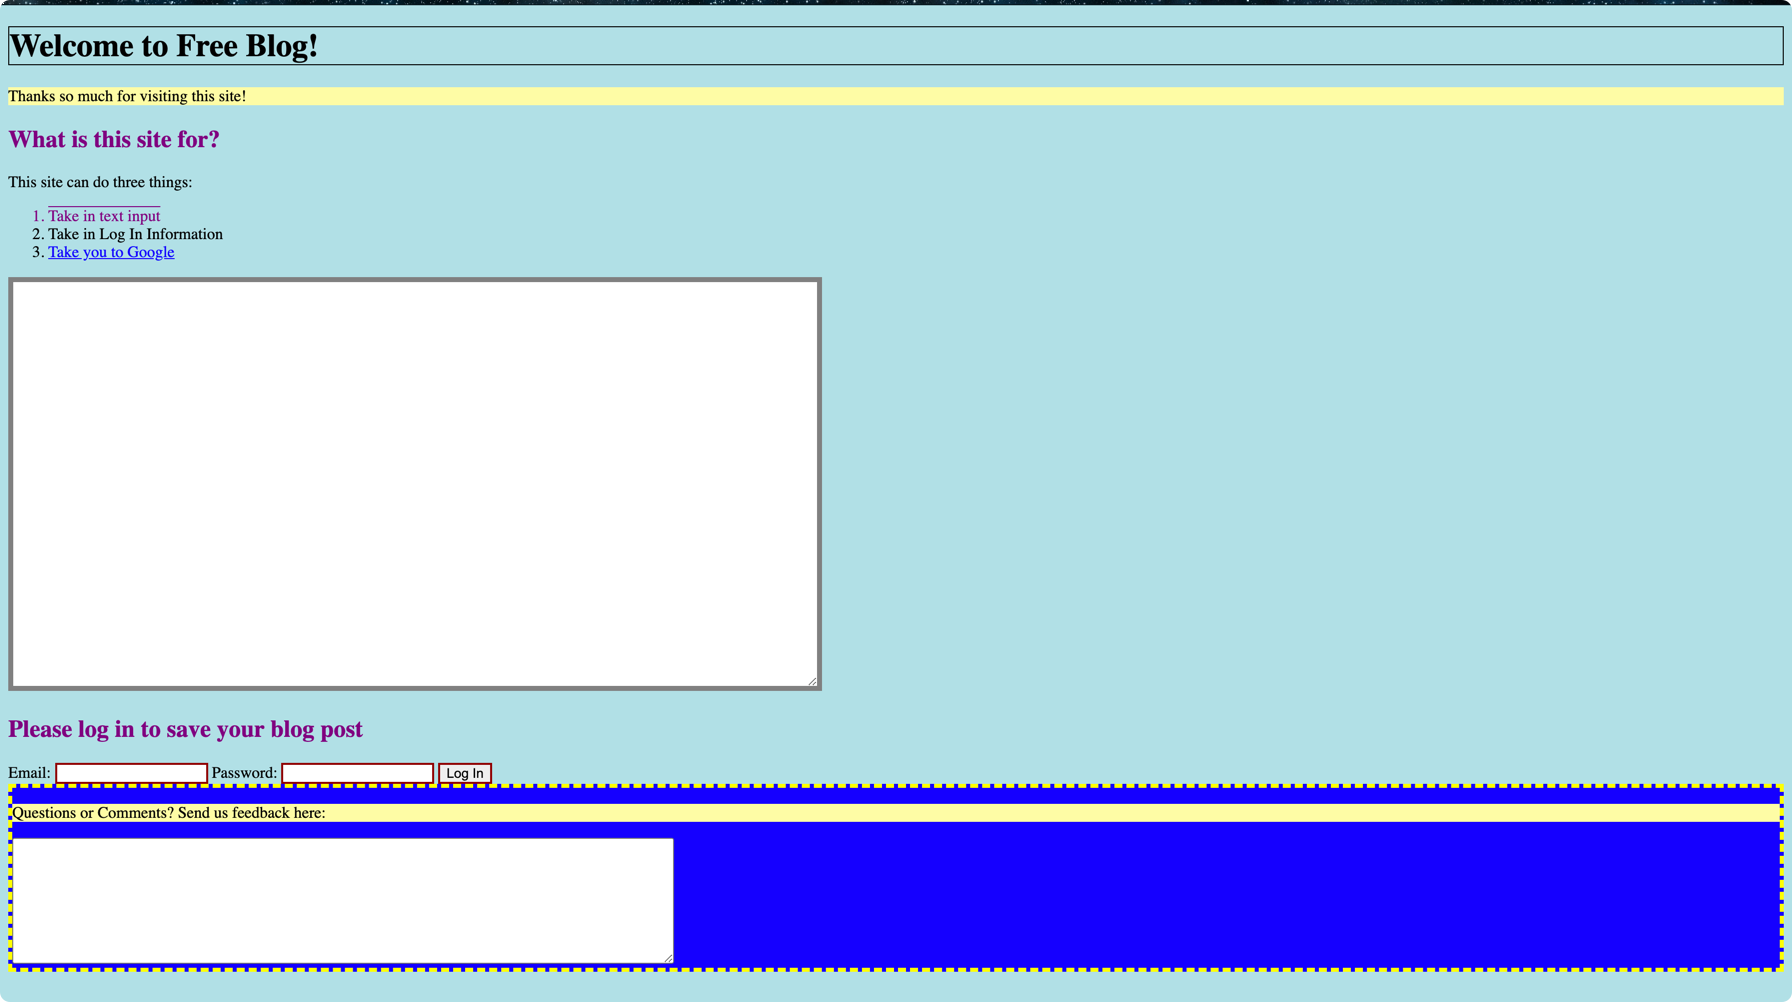 Welcome to Free Blog!
Thanks so much for visiting this site!
What is this site for?
This site can do three things:
1. Take in text input
2. Take in Log In Information
3. Take you to Google
Please log in to save your blog post
Email: Password: Log In
Questions or Comments? Send us feedback here: